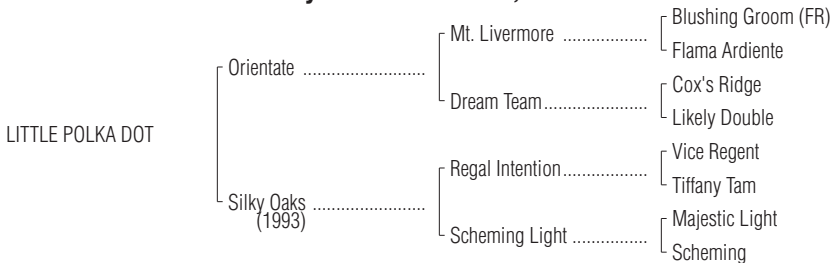 Blushing Groom (FR)
Mt. Livermore ..................
Flama Ardiente
Orientate ..........................
Cox's Ridge
Dream Team......................
Likely Double
LITTLE POLKA DOT
Vice Regent
Regal Intention..................
Tiffany Tam
Silky Oaks ........................
(1993)
Majestic Light
Scheming Light ................
Scheming